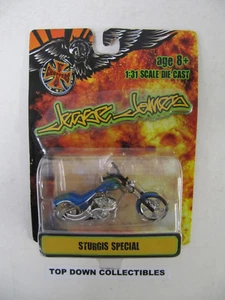 age 8+
1:31 SCALE DIE CAST
Jesse James
STURGIS SPECIAL
TOP DOWN COLLECTIBLES